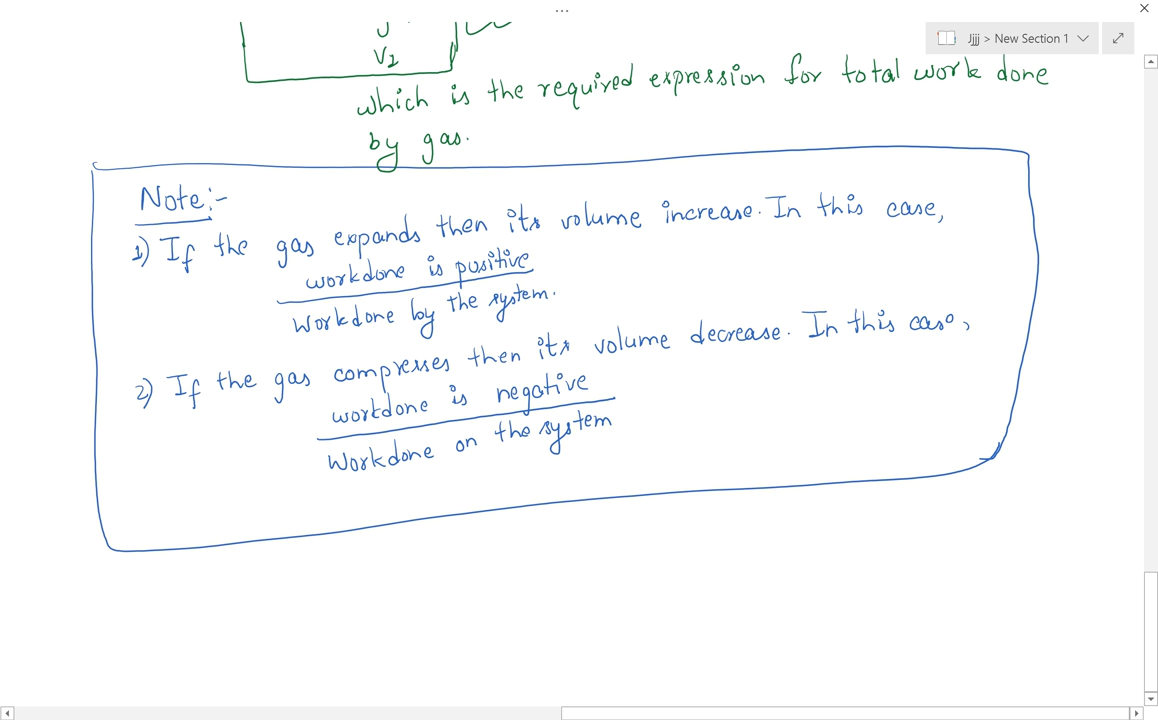 Jjjj > New Section 1
V2
which is the required expression for total work done
by gas.
Note:-
1) If the gas expands then its volume increase. In this case,
workdone is positive
Workdone by the system.
2) If the gas compresses then its volume decrease. In this case,
workdone is negative
Workdone on the system